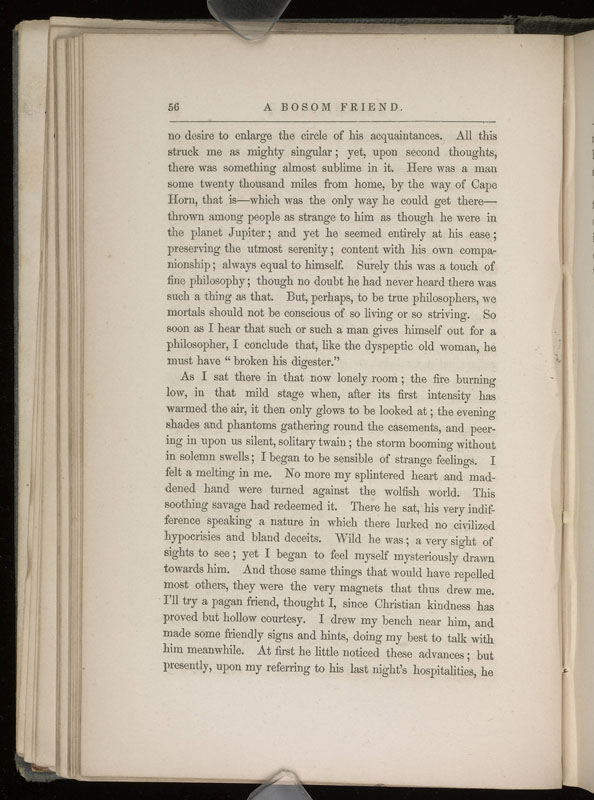 56
A BOSOM FRIEND.
no desire to enlarge the circle of his acquaintances. All this
struck me as mighty singular; yet, upon second thoughts,
there was something almost sublime in it. Here was a man
some twenty thousand miles from home, by the way of Cape
Horn, that is—which was the only way he could get there—
thrown among people as strange to him as though he were in
the planet Jupiter; and yet he seemed entirely at his ease;
preserving the utmost serenity; content with his own compa-
nionship; always equal to himself. Surely this was a touch of
fine philosophy; though no doubt he had never heard there was
such a thing as that. But, perhaps, to be true philosophers, we
mortals should not be conscious of so living or so striving. So
soon as I hear that such or such a man gives himself out for a
philosopher, I conclude that, like the dyspeptic old woman, he
must have “ broken his digester.”
As I sat there in that now lonely room; the fire burning
low, in that mild stage when, after its first intensity has
warmed the air, it then only glows to be looked at; the evening
shades and phantoms gathering round the casements, and peer-
ing in upon us silent, solitary twain; the storm booming without
in solemn swells; I began to be sensible of strange feelings. I
felt a melting in me. No more my splintered heart and mad-
dened hand were turned against the wolfish world. This
soothing savage had redeemed it. There he sat, his very indif-
ference speaking a nature in which there lurked no civilized
hypocrisies and bland deceits. Wild he was; a very sight of
sights to see; yet I began to feel myself mysteriously drawn
towards him. And those same things that would have repelled
most others, they were the very magnets that thus drew me.
I'll try a pagan friend, thought I, since Christian kindness has
proved but hollow courtesy. I drew my bench near him, and
made some friendly signs and hints, doing my best to talk with
him meanwhile. At first he little noticed these advances; but
presently, upon my referring to his last night's hospitalities, he